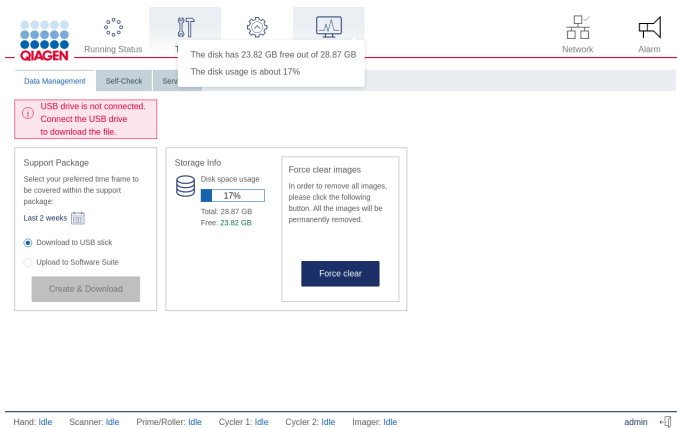 QIAGEN
Running Status
T
Network
Alarm
The disk has 23.82 GB free out of 28.87 GB
The disk usage is about 17%
Data Management
Self-Check
Serv
USB drive is not connected.
Connect the USB drive
to download the file.
Support Package
Select your preferred time frame to
be covered within the support
package:
Last 2 weeks
Download to USB stick
Upload to Software Suite
Create & Download
Storage Info
Disk space usage
17%
Total: 28.87 GB
Free: 23.82 GB
Force clear images
In order to remove all images,
please click the following
button. All the images will be
permanently removed.
Force clear
Hand: Idle
Scanner: Idle
Prime/Roller: Idle
Cycler 1: Idle
Cycler 2: Idle
Imager: Idle
admin